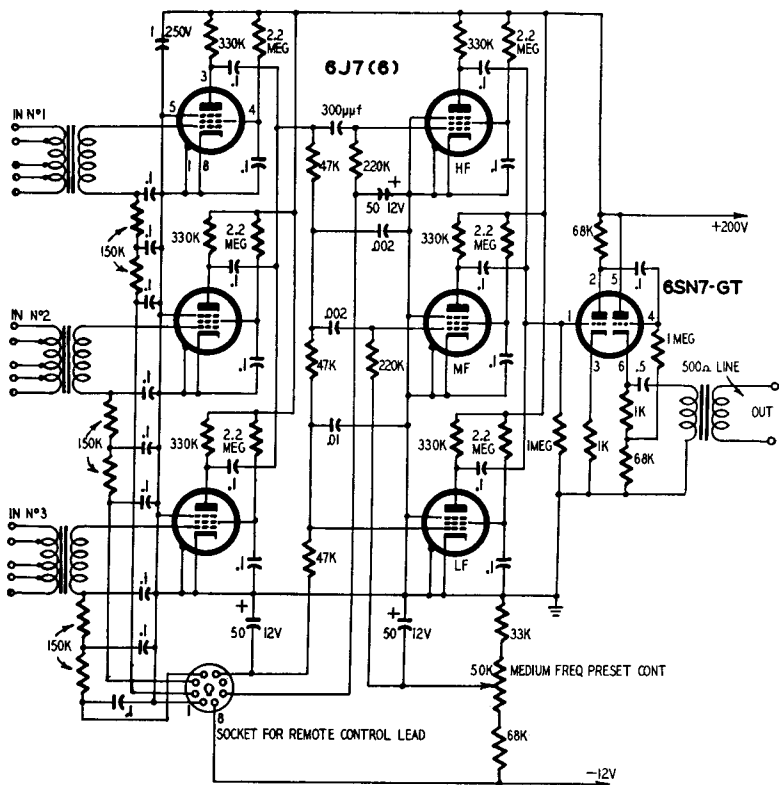 1 250V
330K
2.2 MEG
.1
3
5
4
1 8
.1
IN Nº1
.1
.1
150K
.1
6J7(6)
300µµf
47K
220K
50 12V
+
.002
330K
2.2 MEG
.1
HF
.1
330K
2.2 MEG
.1
.1
IN Nº2
.1
150K
.1
.1
.002
47K
220K
.01
330K
2.2 MEG
.1
MF
.1
68K
+200V
2 5
.1
6SN7-GT
1
4
3
6
1 MEG
.5
500Ω LINE
OUT
1K
1K
68K
1MEG
330K
2.2 MEG
.1
.1
IN Nº3
.1
150K
.1
.1
47K
+
50 12V
330K
2.2 MEG
.1
LF
.1
+
50 12V
33K
50K
MEDIUM FREQ PRESET CONT
68K
1
8
SOCKET FOR REMOTE CONTROL LEAD
-12V